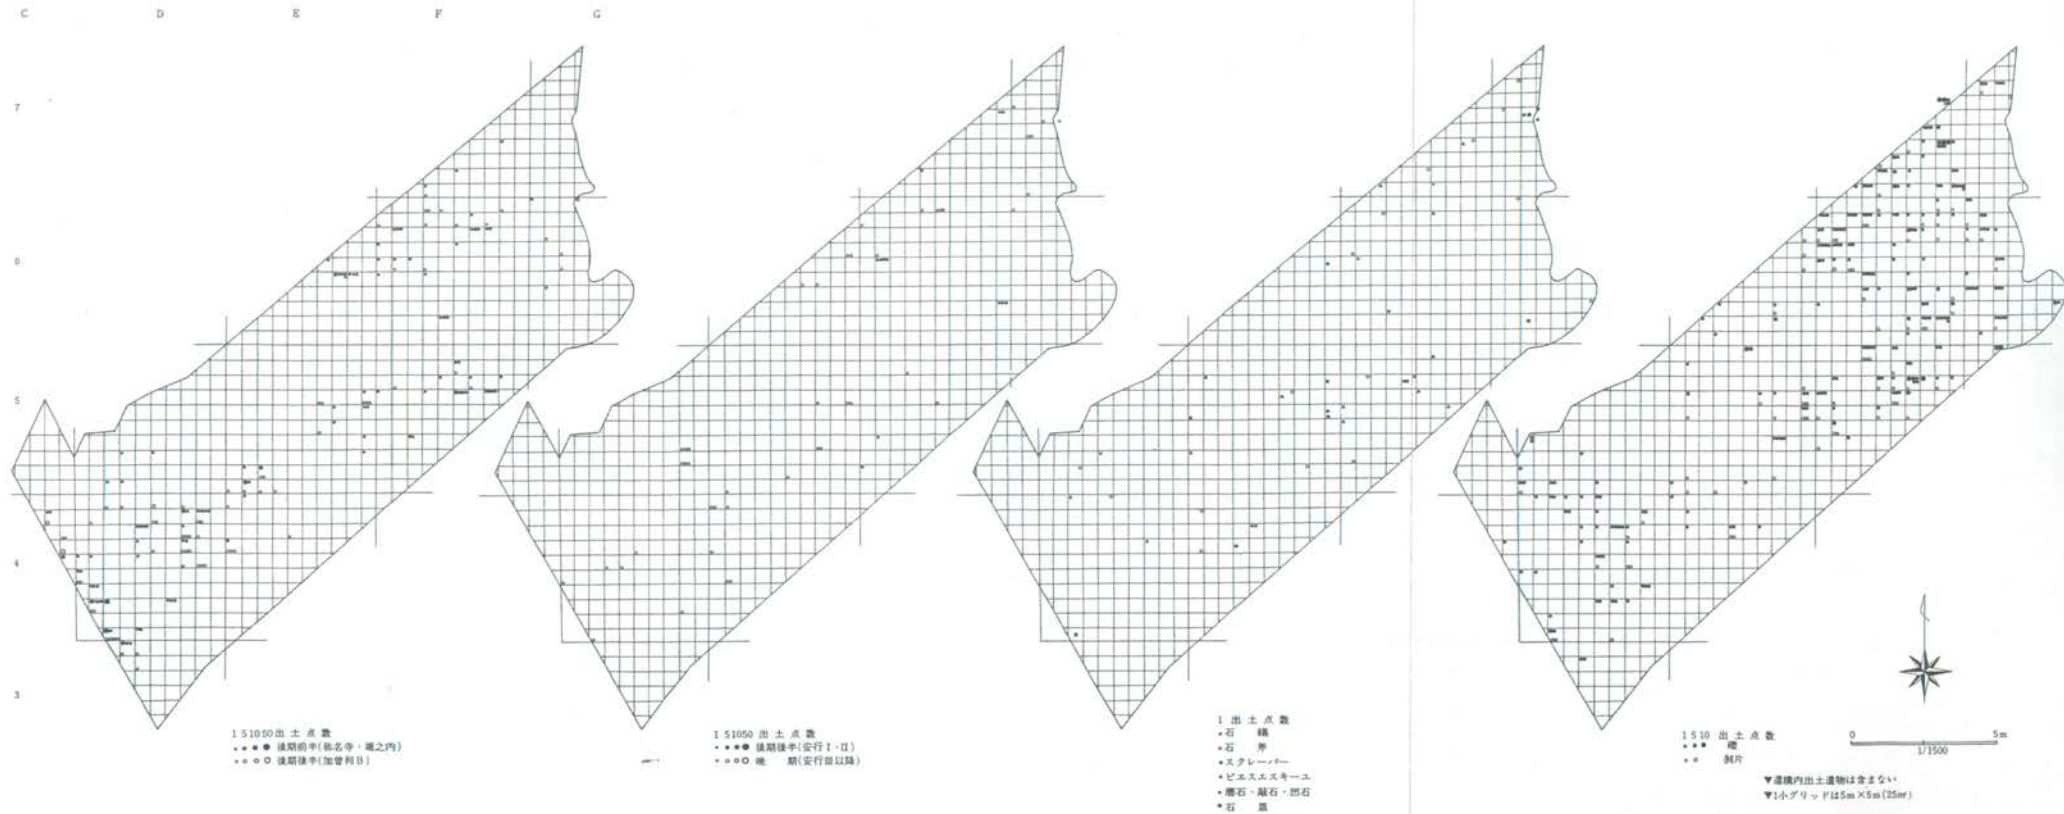 C D E F G
7
6
5
4
3
1 5 10 50 出土点数
後期前半(称名寺・堀之内)
後期後半(加曽利B)
1 5 10 50 出土点数
後期後半(安行I・II)
晩 期(安行III以降)
1 出土点数
石 鏃
石 斧
スクレーパー
ピエスエスキーユ
磨石・敲石・凹石
石 皿
1 5 10 出土点数
礫
剝片
0 5m
1/1500
▼遺構内出土遺物は含まない
▼1小グリッドは5m×5m(25㎡)